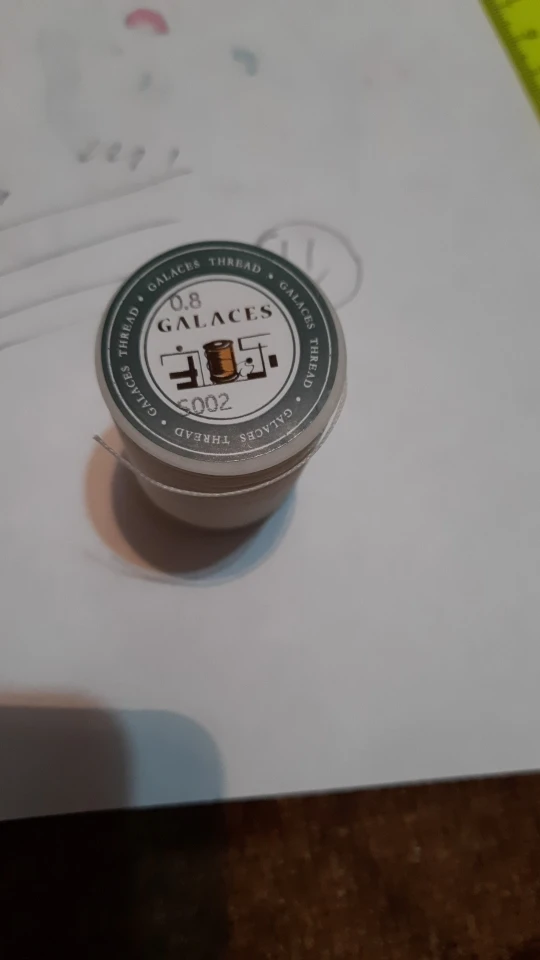 GALACES THREAD • GALACES THREAD • GALACES THREAD • GALACES THREAD •
0.8
GALACES
S002